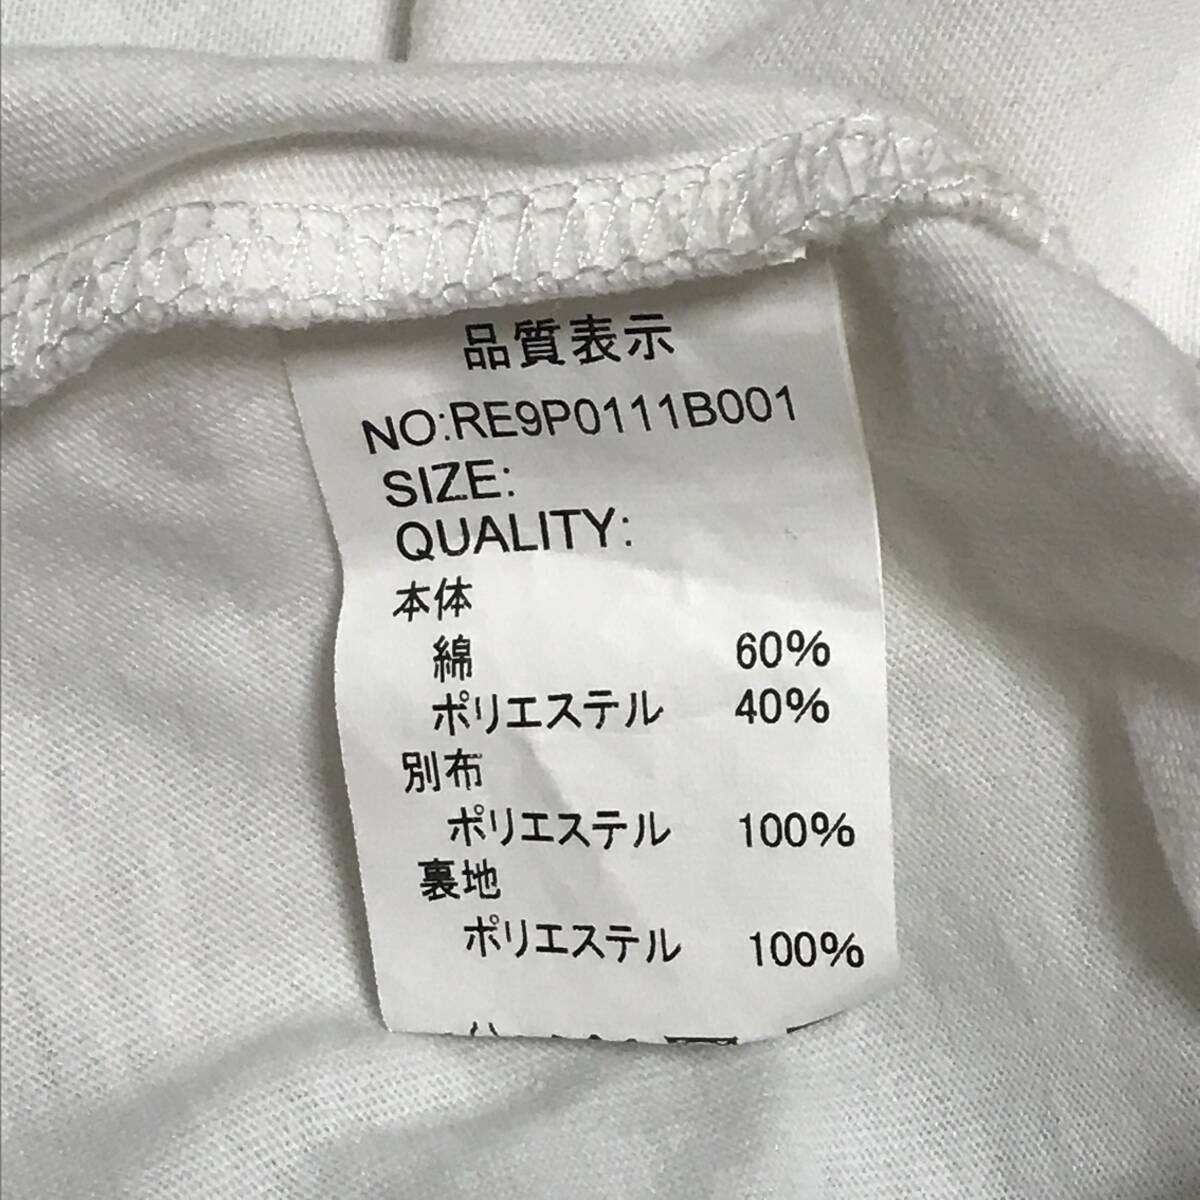 品質表示
NO:RE9P0111B001
SIZE:
QUALITY:
本体
綿 60%
ポリエステル 40%
別布
ポリエステル 100%
裏地
ポリエステル 100%